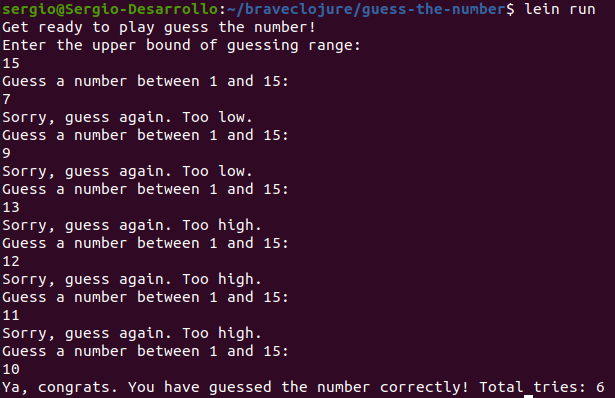 sergio@Sergio-Desarrollo:~/braveclojure/guess-the-number$ lein run
Get ready to play guess the number!
Enter the upper bound of guessing range:
15
Guess a number between 1 and 15:
7
Sorry, guess again. Too low.
Guess a number between 1 and 15:
9
Sorry, guess again. Too low.
Guess a number between 1 and 15:
13
Sorry, guess again. Too high.
Guess a number between 1 and 15:
12
Sorry, guess again. Too high.
Guess a number between 1 and 15:
11
Sorry, guess again. Too high.
Guess a number between 1 and 15:
10
Ya, congrats. You have guessed the number correctly! Total tries: 6